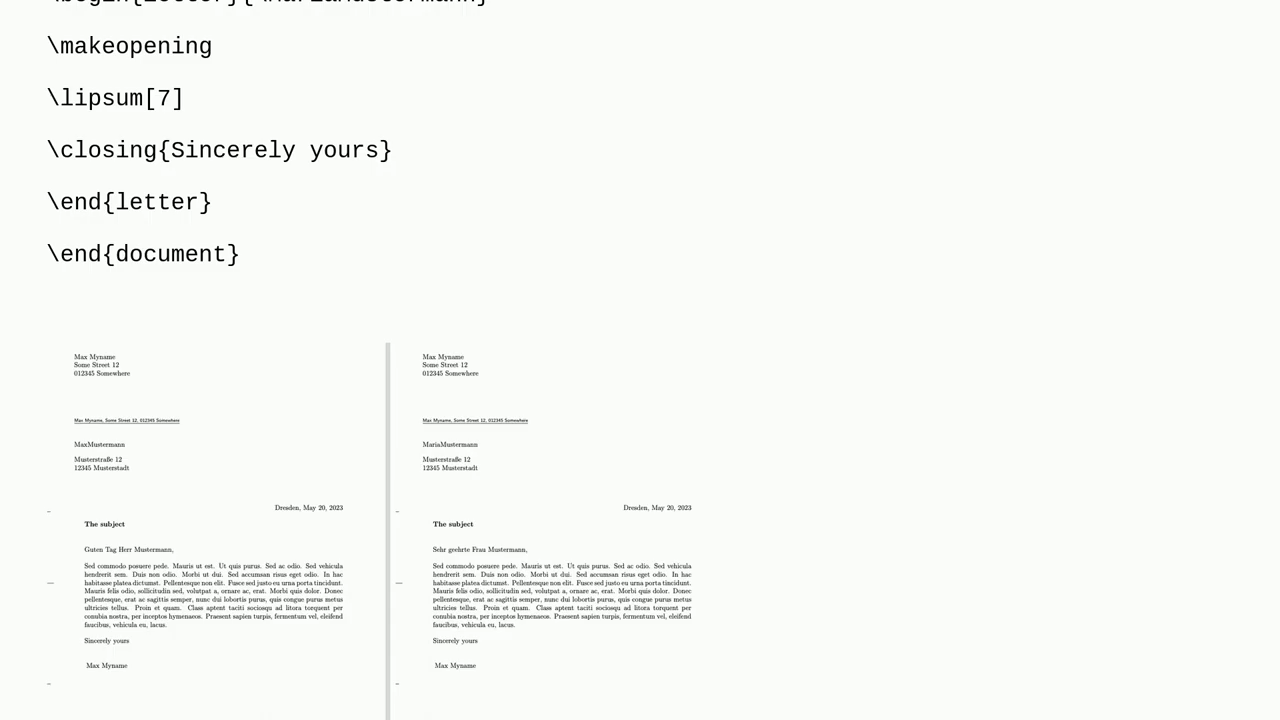 \makeopening
\lipsum[7]
\closing{Sincerely yours}
\end{letter}
\end{document}
Max Myname
Some Street 12
012345 Somewhere
Max Myname, Some Street 12, 012345 Somewhere
MaxMustermann
Musterstraße 12
12345 Musterstadt
Dresden, May 20, 2023
The subject
Guten Tag Herr Mustermann,
Sed commodo posuere pede. Mauris ut est. Ut quis purus. Sed ac odio. Sed vehicula
hendrerit sem. Duis non odio. Morbi ut dui. Sed accumsan risus eget odio. In hac
habitasse platea dictumst. Pellentesque non elit. Fusce sed justo eu urna porta tincidunt.
Mauris felis odio, sollicitudin sed, volutpat a, ornare ac, erat. Morbi quis dolor. Donec
pellentesque, erat ac sagittis semper, nunc dui lobortis purus, quis congue purus metus
ultricies tellus. Proin et quam. Class aptent taciti sociosqu ad litora torquent per
conubia nostra, per inceptos hymenaeos. Praesent sapien turpis, fermentum vel, eleifend
faucibus, vehicula eu, lacus.
Sincerely yours
Max Myname
Max Myname
Some Street 12
012345 Somewhere
Max Myname, Some Street 12, 012345 Somewhere
MariaMustermann
Musterstraße 12
12345 Musterstadt
Dresden, May 20, 2023
The subject
Sehr geehrte Frau Mustermann,
Sed commodo posuere pede. Mauris ut est. Ut quis purus. Sed ac odio. Sed vehicula
hendrerit sem. Duis non odio. Morbi ut dui. Sed accumsan risus eget odio. In hac
habitasse platea dictumst. Pellentesque non elit. Fusce sed justo eu urna porta tincidunt.
Mauris felis odio, sollicitudin sed, volutpat a, ornare ac, erat. Morbi quis dolor. Donec
pellentesque, erat ac sagittis semper, nunc dui lobortis purus, quis congue purus metus
ultricies tellus. Proin et quam. Class aptent taciti sociosqu ad litora torquent per
conubia nostra, per inceptos hymenaeos. Praesent sapien turpis, fermentum vel, eleifend
faucibus, vehicula eu, lacus.
Sincerely yours
Max Myname